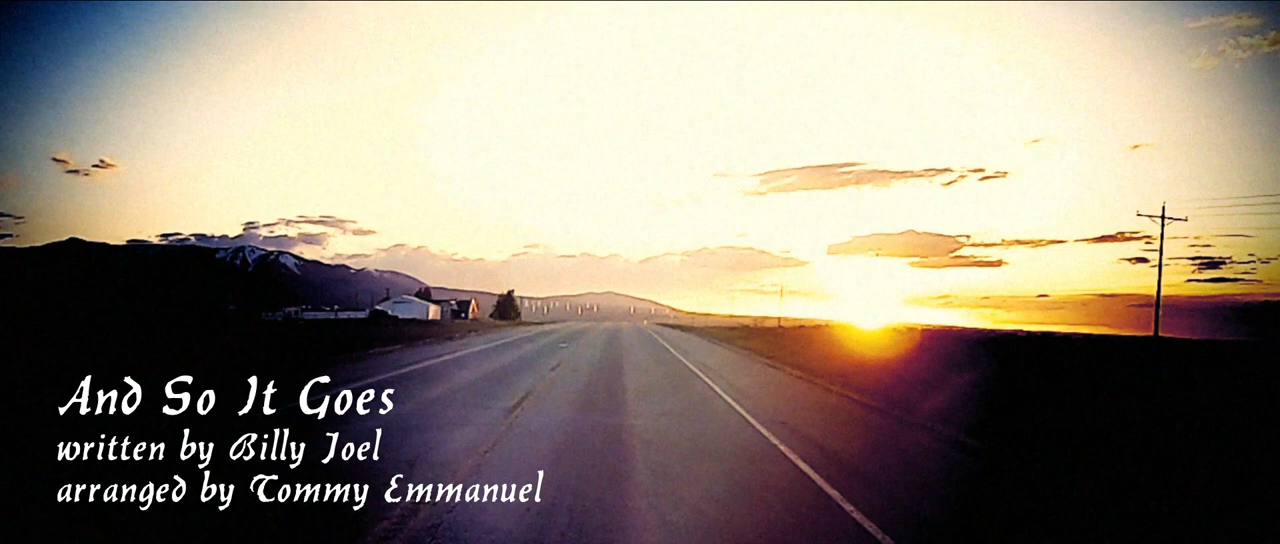 And So It Goes
written by Billy Joel
arranged by Tommy Emmanuel